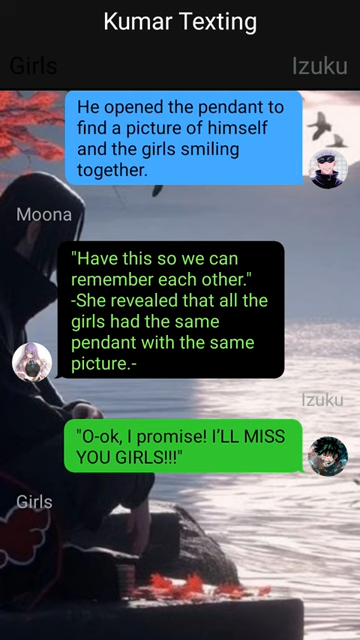 Kumar Texting
Girls
Izuku
He opened the pendant to
find a picture of himself
and the girls smiling
together.
Moona
"Have this so we can
remember each other."
-She revealed that all the
girls had the same
pendant with the same
picture.-
Izuku
"O-ok, I promise! I’LL MISS
YOU GIRLS!!!"
Girls